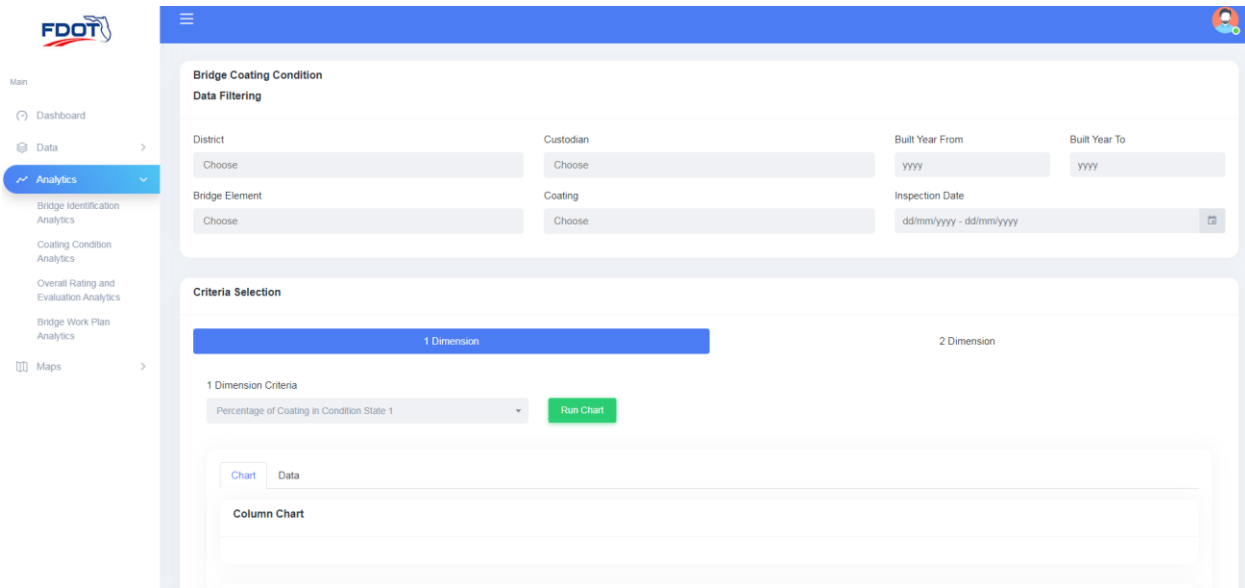 FDOT
Main
Dashboard
Data
Analytics
Bridge Identification
Analytics
Coating Condition
Analytics
Overall Rating and
Evaluation Analytics
Bridge Work Plan
Analytics
Maps
Bridge Coating Condition
Data Filtering
District
Custodian
Built Year From
Built Year To
Choose
Choose
yyyy
yyyy
Bridge Element
Coating
Inspection Date
Choose
Choose
dd/mm/yyyy - dd/mm/yyyy
Criteria Selection
1 Dimension
2 Dimension
1 Dimension Criteria
Percentage of Coating in Condition State 1
Run Chart
Chart
Data
Column Chart